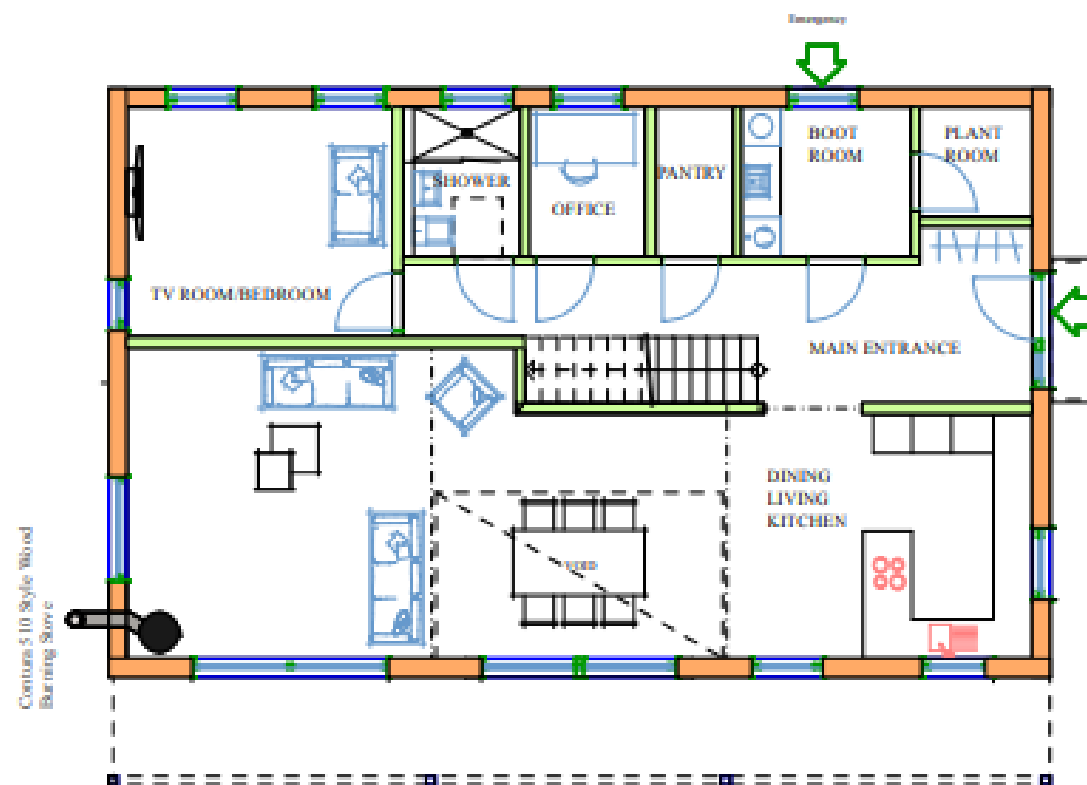 Emergency
BOOT
ROOM
PLANT
ROOM
SHOWER
PANTRY
OFFICE
TV ROOM/BEDROOM
MAIN ENTRANCE
DINING
LIVING
KITCHEN
VOID
Contura 510 Style Wood
Burning Stove